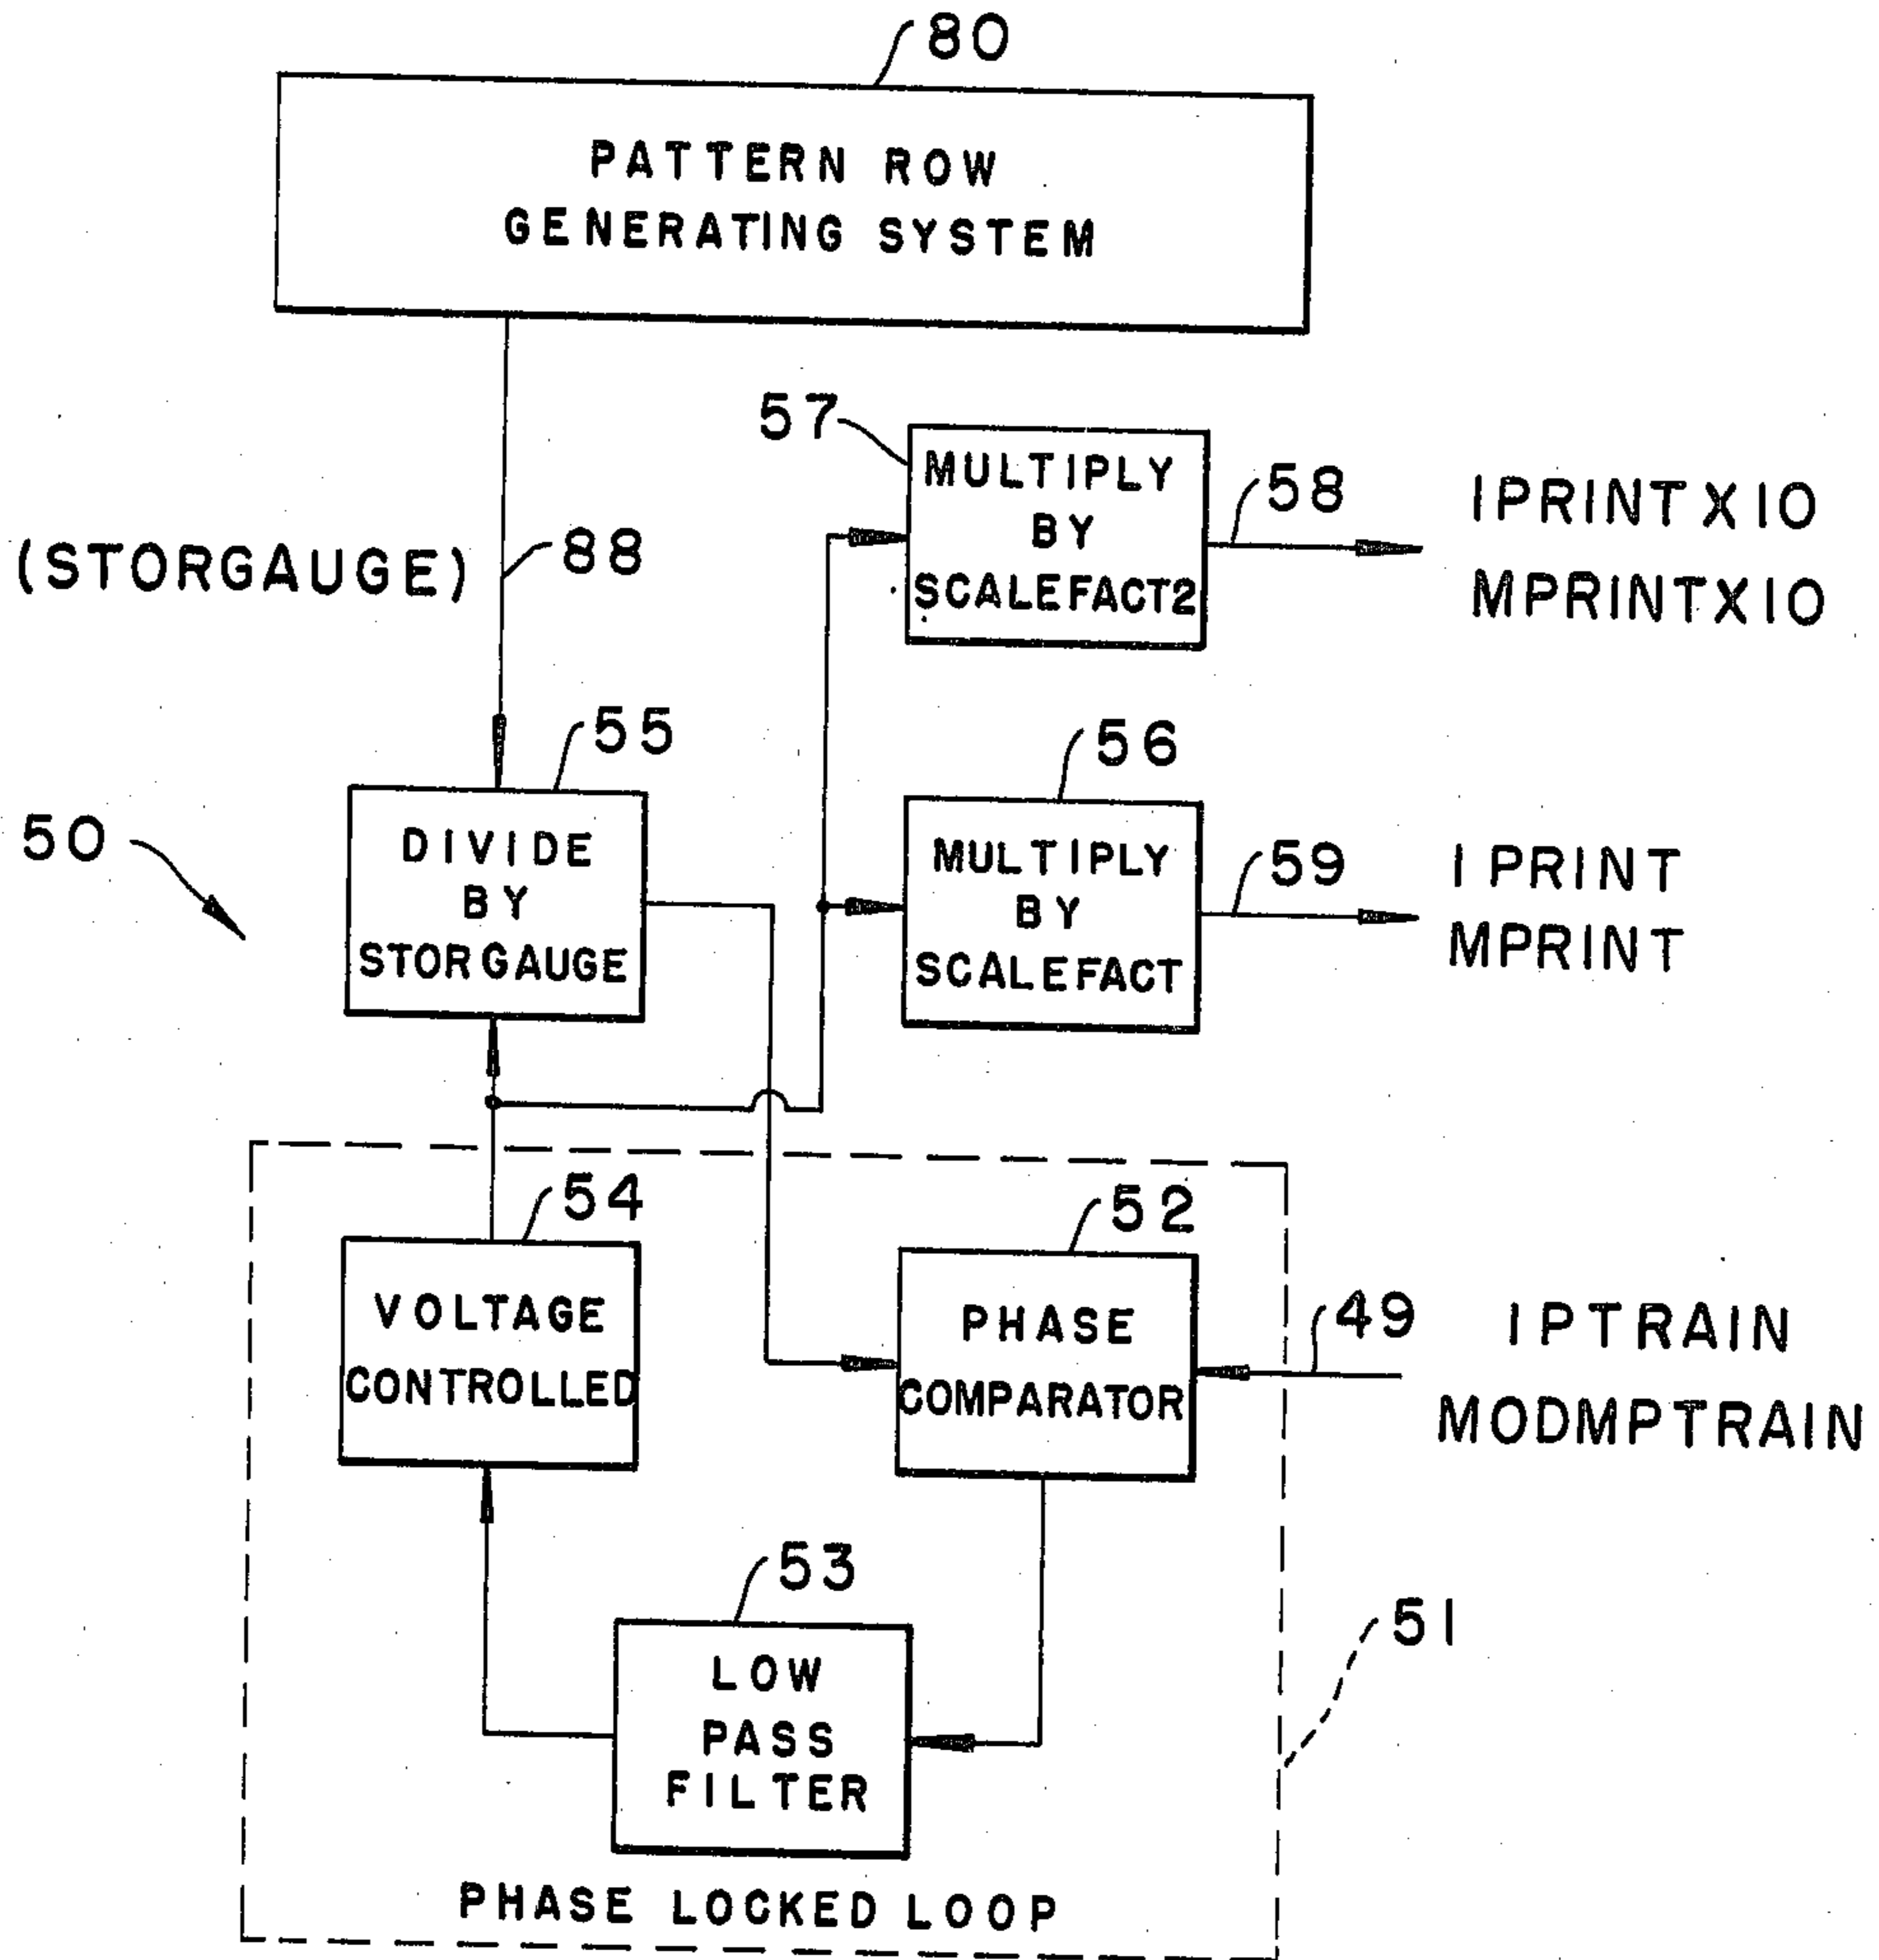 80
PATTERN ROW
GENERATING SYSTEM
(STORGAUGE)
88
57
MULTIPLY
BY
SCALEFACT2
58
IPRINTX10
MPRINTX10
50
55
DIVIDE
BY
STORGAUGE
56
MULTIPLY
BY
SCALEFACT
59
IPRINT
MPRINT
54
VOLTAGE
CONTROLLED
52
PHASE
COMPARATOR
49
IPTRAIN
MODMPTRAIN
53
LOW
PASS
FILTER
51
PHASE LOCKED LOOP